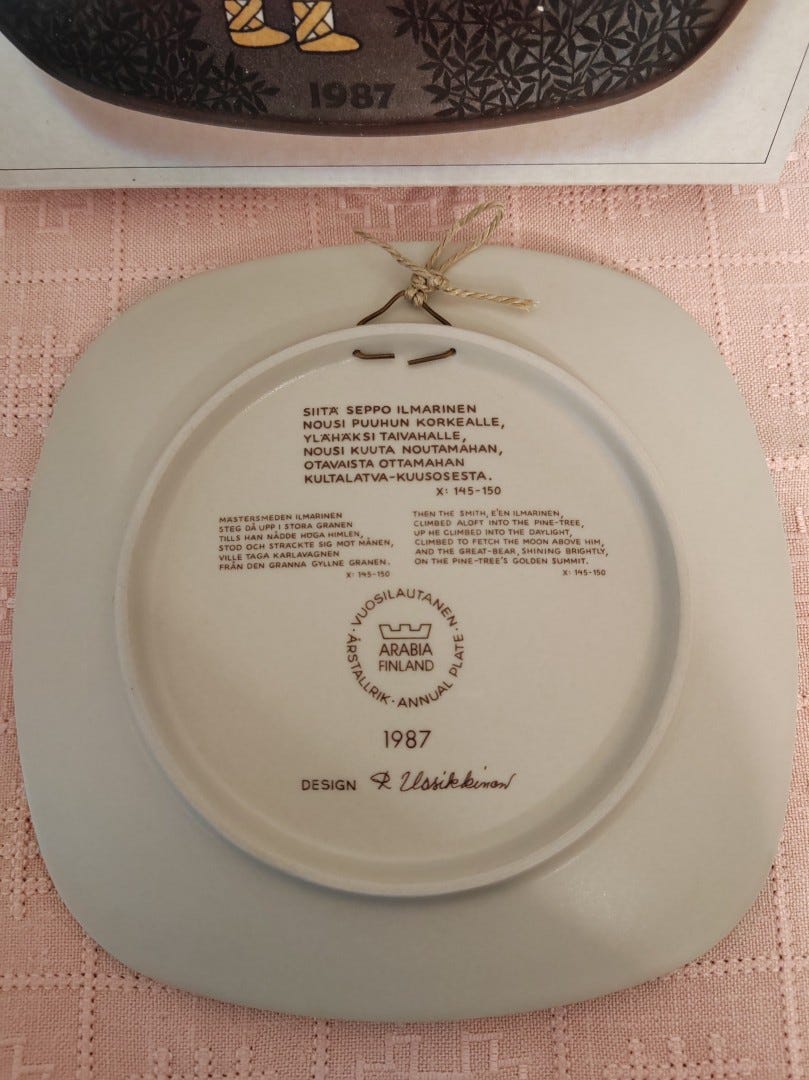 1987
SIITÄ SEPPO ILMARINEN
NOUSI PUUHUN KORKEALLE,
YLÄHÄKSI TAIVAHALLE,
NOUSI KUUTA NOUTAMAHAN,
OTAVAISTA OTTAMAHAN
KULTALATVA-KUUSOSESTA.
X: 145-150
MÄSTERSMEDEN ILMARINEN
STEG DÅ UPP I STORA GRANEN
TILLS HAN NÅDDE HÖGA HIMLEN,
STOD OCH STRÄCKTE SIG MOT MÅNEN,
VILLE TAGA KARLAVAGNEN
FRÅN DEN GRANNA GYLLNE GRANEN.
X: 145-150
THEN THE SMITH, E'EN ILMARINEN,
CLIMBED ALOFT INTO THE PINE-TREE,
UP HE CLIMBED INTO THE DAYLIGHT,
CLIMBED TO FETCH THE MOON ABOVE HIM,
AND THE GREAT-BEAR, SHINING BRIGHTLY,
ON THE PINE-TREE'S GOLDEN SUMMIT.
X: 145-150
VUOSILAUTANEN · ANNUAL PLATE · ÅRSTALLRIK ·
ARABIA
FINLAND
1987
DESIGN R Uosikkinen